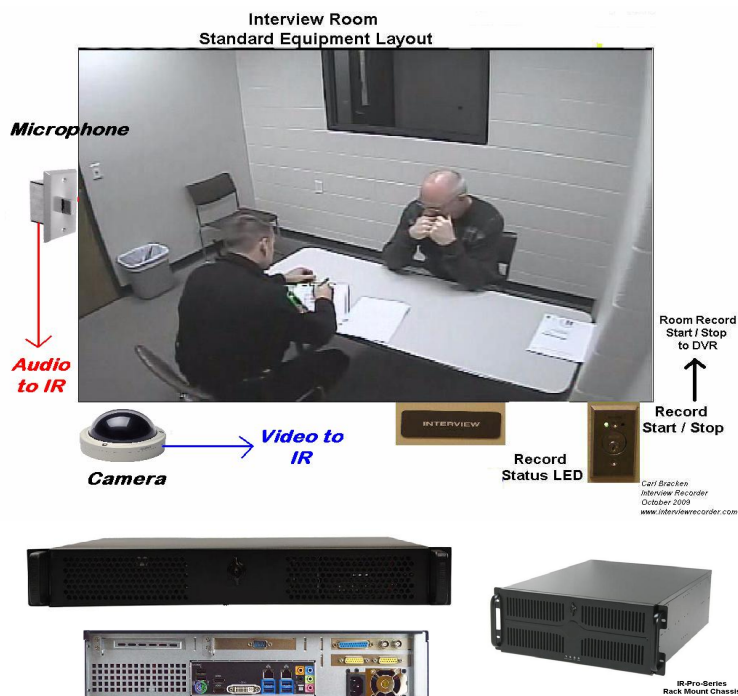 Interview Room
Standard Equipment Layout
Microphone
Audio
to IR
Room Record
Start / Stop
to DVR
Record
Start / Stop
Video to
IR
Camera
INTERVIEW
Record
Status LED
Carl Bracken
Interview Recorder
October 2009
www.interviewrecorder.com
IR-Pro-Series
Rack Mount Chassis